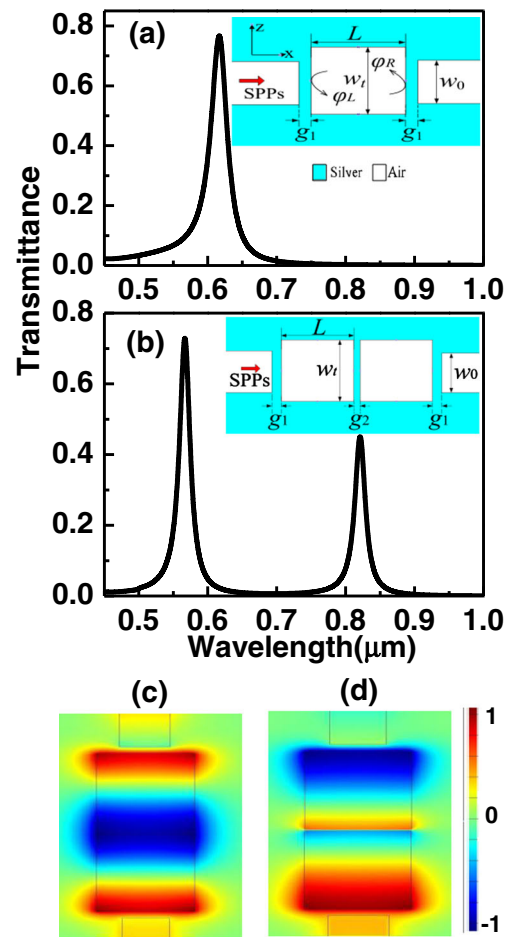 (a)
Transmittance
0.8
0.6
0.4
0.2
0.0
0.5 0.6 0.7 0.8 0.9 1.0
z
x
L
SPPs
φL
wt
φR
w0
g1
g1
Silver Air
(b)
0.8
0.6
0.4
0.2
0.0
L
SPPs
wt
w0
g1
g2
g1
0.5 0.6 0.7 0.8 0.9 1.0
Wavelength(μm)
(c)
(d)
1
0
-1